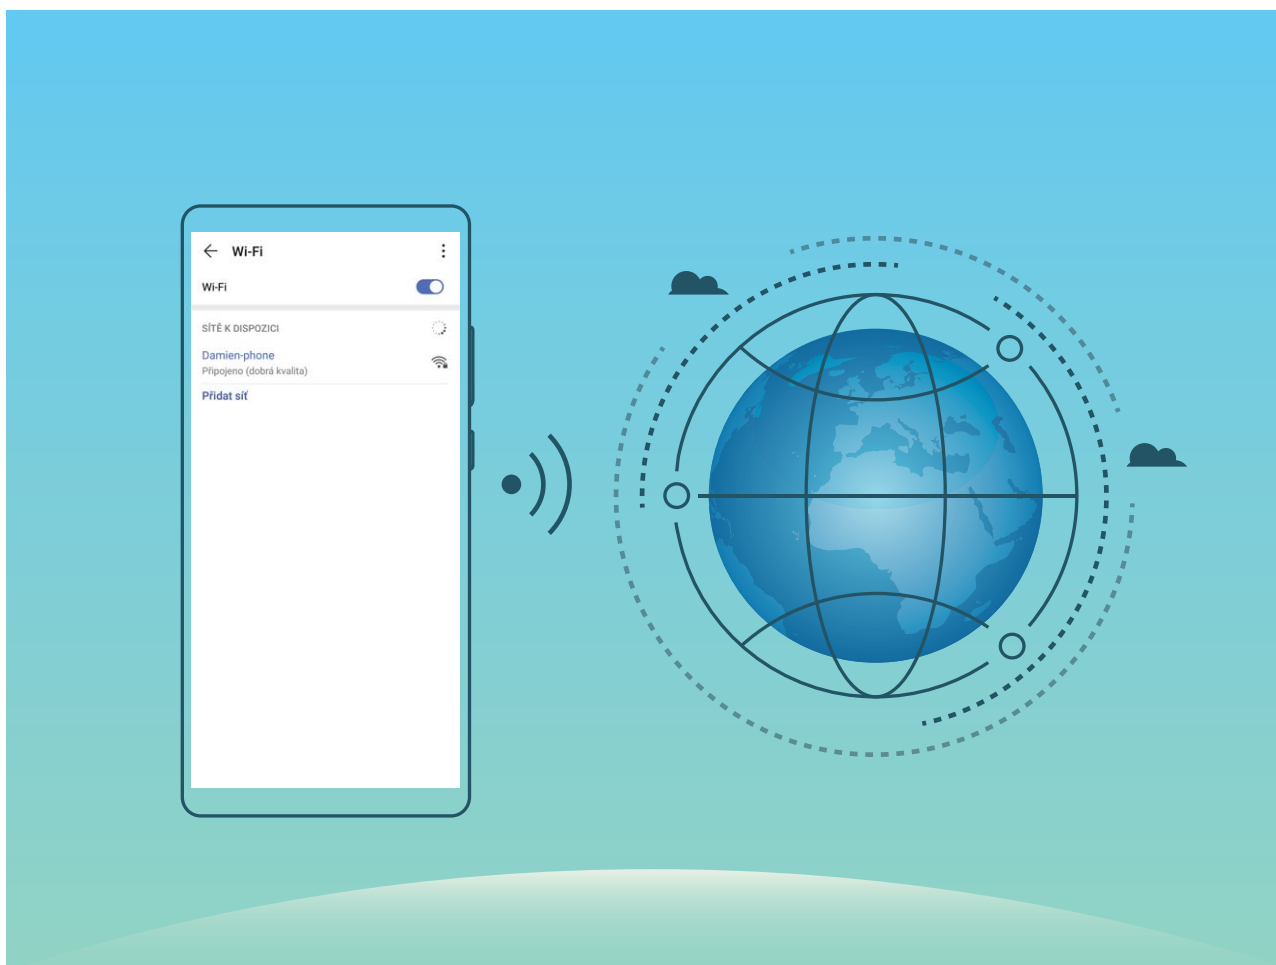 Wi-Fi
Wi-Fi
SÍTĚ K DISPOZICI
Damien-phone
Připojeno (dobrá kvalita)
Přidat síť